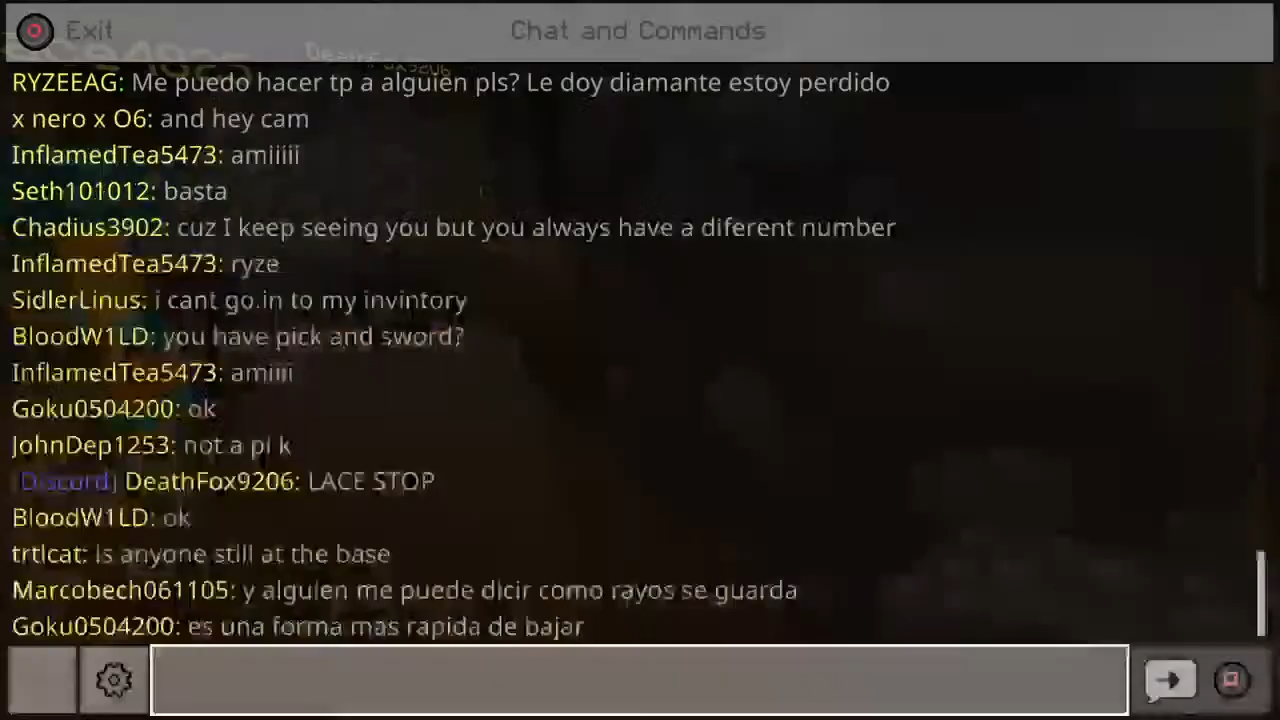 Exit
Chat and Commands
RYZEEAG: Me puedo hacer tp a alguien pls? Le doy diamante estoy perdido
x nero x O6: and hey cam
InflamedTea5473: amiiiii
Seth101012: basta
Chadius3902: cuz I keep seeing you but you always have a diferent number
InflamedTea5473: ryze
SidlerLinus: i cant go.in to my invintory
BloodW1LD: you have pick and sword?
InflamedTea5473: amiiii
Goku0504200: ok
JohnDep1253: not a pi k
[Discord] DeathFox9206: LACE STOP
BloodW1LD: ok
trtlcat: is anyone still at the base
Marcobech061105: y alguien me puede dicir como rayos se guarda
Goku0504200: es una forma mas rapida de bajar